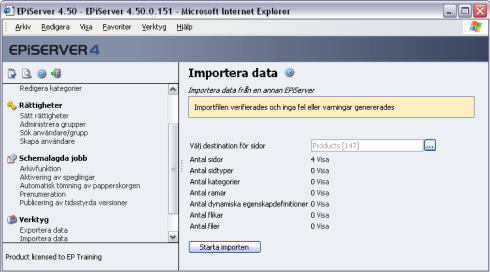 EPiServer 4.50 - EPiServer 4.50.0.151 - Microsoft Internet Explorer
Arkiv Redigera Visa Favoriter Verktyg Hjälp
EPiSERVER 4
Redigera kategorier
Rättigheter
Sätt rättigheter
Administrera grupper
Sök användare/grupp
Skapa användare
Schemalagda jobb
Arkivfunktion
Aktivering av speglingar
Automatisk tömning av papperskorgen
Prenumeration
Publicering av tidsstyrda versioner
Verktyg
Exportera data
Importera data
Product licensed to EP Training
Importera data
Importera data från en annan EPiServer
Importfilen verifierades och inga fel eller varningar genererades
Välj destination för sidor Products [147] ...
Antal sidor 4 Visa
Antal sidtyper 0 Visa
Antal kategorier 0 Visa
Antal ramar 0 Visa
Antal dynamiska egenskapdefinitioner 0 Visa
Antal flikar 0 Visa
Antal filer 0 Visa
Starta importen